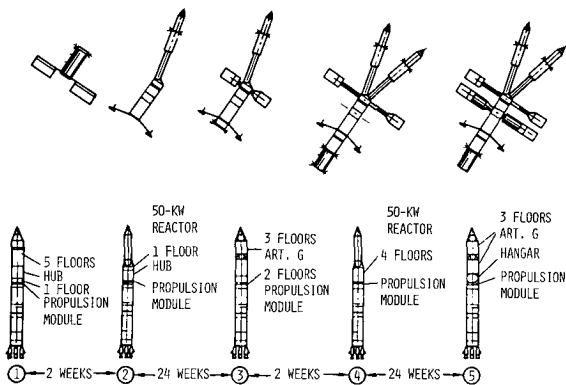 5 FLOORS
HUB
1 FLOOR
PROPULSION
MODULE
50-KW
REACTOR
1 FLOOR
HUB
PROPULSION
MODULE
3 FLOORS
ART. G
2 FLOORS
PROPULSION
MODULE
50-KW
REACTOR
4 FLOORS
PROPULSION
MODULE
3 FLOORS
ART. G
HANGAR
PROPULSION
MODULE
1 2 WEEKS 2 24 WEEKS 3 2 WEEKS 4 24 WEEKS 5